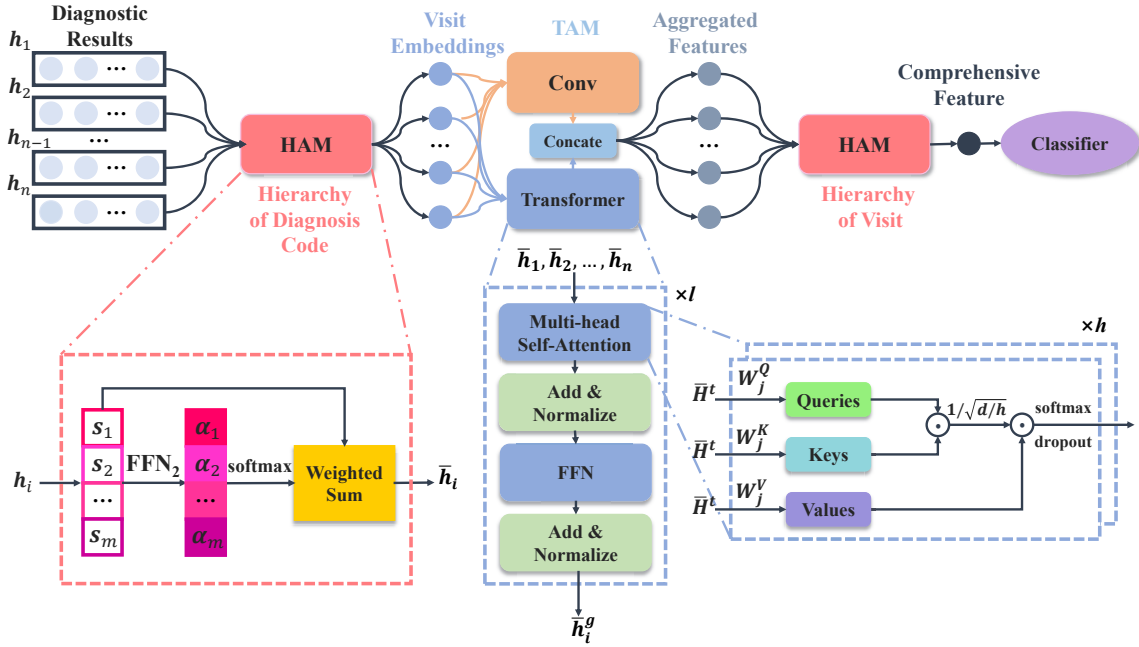 Diagnostic
Results
h₁
...
h₂
...
hₙ₋₁
...
...
hₙ
...
HAM
Hierarchy
of Diagnosis
Code
Visit
Embeddings
...
TAM
Conv
Concate
Transformer
Aggregated
Features
...
HAM
Hierarchy
of Visit
Comprehensive
Feature
Classifier
h̄₁, h̄₂, ..., h̄ₙ
×l
Multi-head
Self-Attention
Add &
Normalize
FFN
Add &
Normalize
h̄ᵢᵍ
hᵢ
s₁
s₂
...
sₘ
FFN₂
α₁
α₂
...
αₘ
softmax
Weighted
Sum
h̄ᵢ
×h
H̄ᵗ
W_j^Q
Queries
H̄ᵗ
W_j^K
Keys
H̄ᵗ
W_j^V
Values
1/√d/h
softmax
dropout